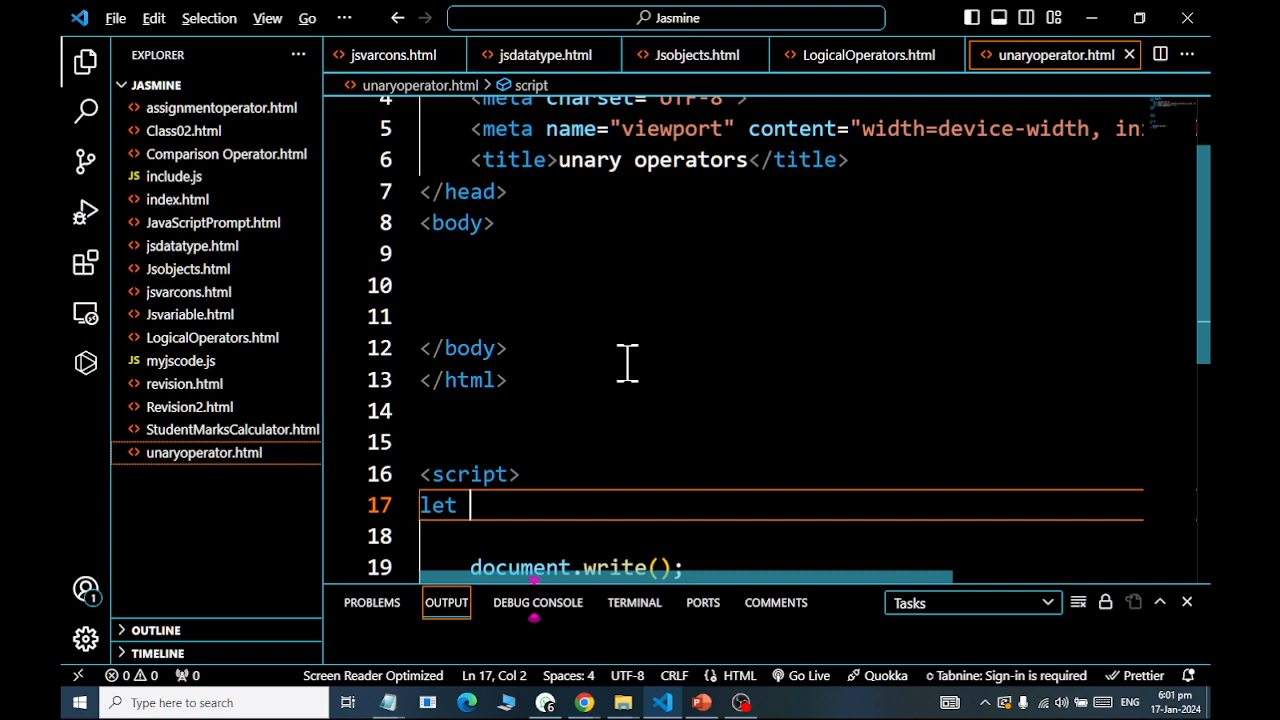 File Edit Selection View Go ··· Jasmine
EXPLORER ···
jsvarcons.html jsdatatype.html Jsobjects.html LogicalOperators.html unaryoperator.html ···
JASMINE
unaryoperator.html > script
assignmentoperator.html
Class02.html
Comparison Operator.html
include.js
index.html
JavaScriptPrompt.html
jsdatatype.html
Jsobjects.html
jsvarcons.html
Jsvariable.html
LogicalOperators.html
myjscode.js
revision.html
Revision2.html
StudentMarksCalculator.html
unaryoperator.html
OUTLINE
TIMELINE
4 <meta charset="UTF-8">
5 <meta name="viewport" content="width=device-width, in
6 <title>unary operators</title>
7 </head>
8 <body>
9
10
11
12 </body>
13 </html>
14
15
16 <script>
17 let
18
19 document.write();
PROBLEMS OUTPUT DEBUG CONSOLE TERMINAL PORTS COMMENTS Tasks
1
0 0 0 Screen Reader Optimized Ln 17, Col 2 Spaces: 4 UTF-8 CRLF HTML Go Live Quokka Tabnine: Sign-in is required Prettier
Type here to search
6
ENG
6:01 pm
17-Jan-2024